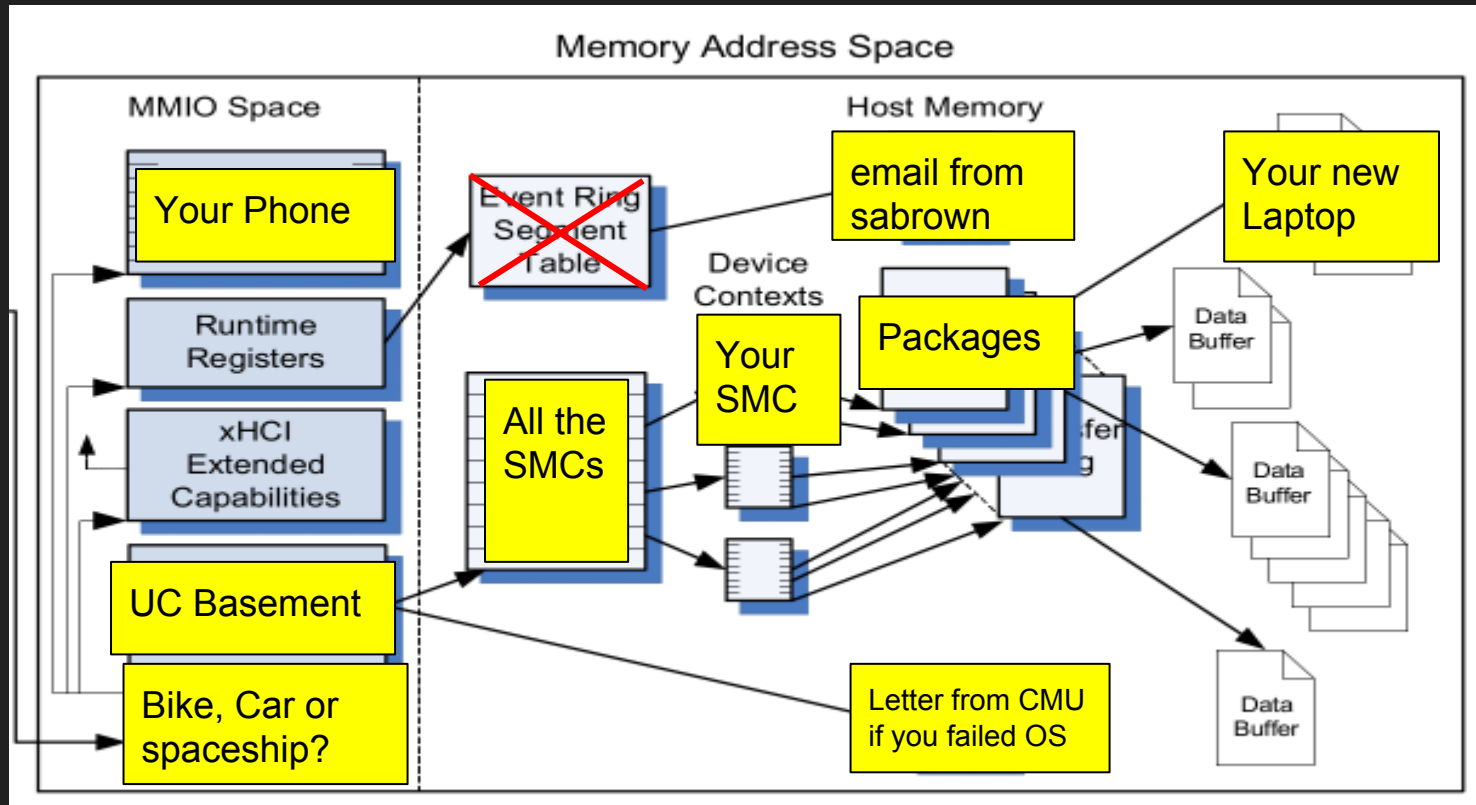 Memory Address Space
MMIO Space
Host Memory
Your Phone
Event Ring
Segment
Table
email from
sabrown
Your new
Laptop
Runtime
Registers
Device
Contexts
Your
SMC
Packages
Data
Buffer
xHCI
Extended
Capabilities
All the
SMCs
Data
Buffer
UC Basement
Bike, Car or
spaceship?
Letter from CMU
if you failed OS
Data
Buffer